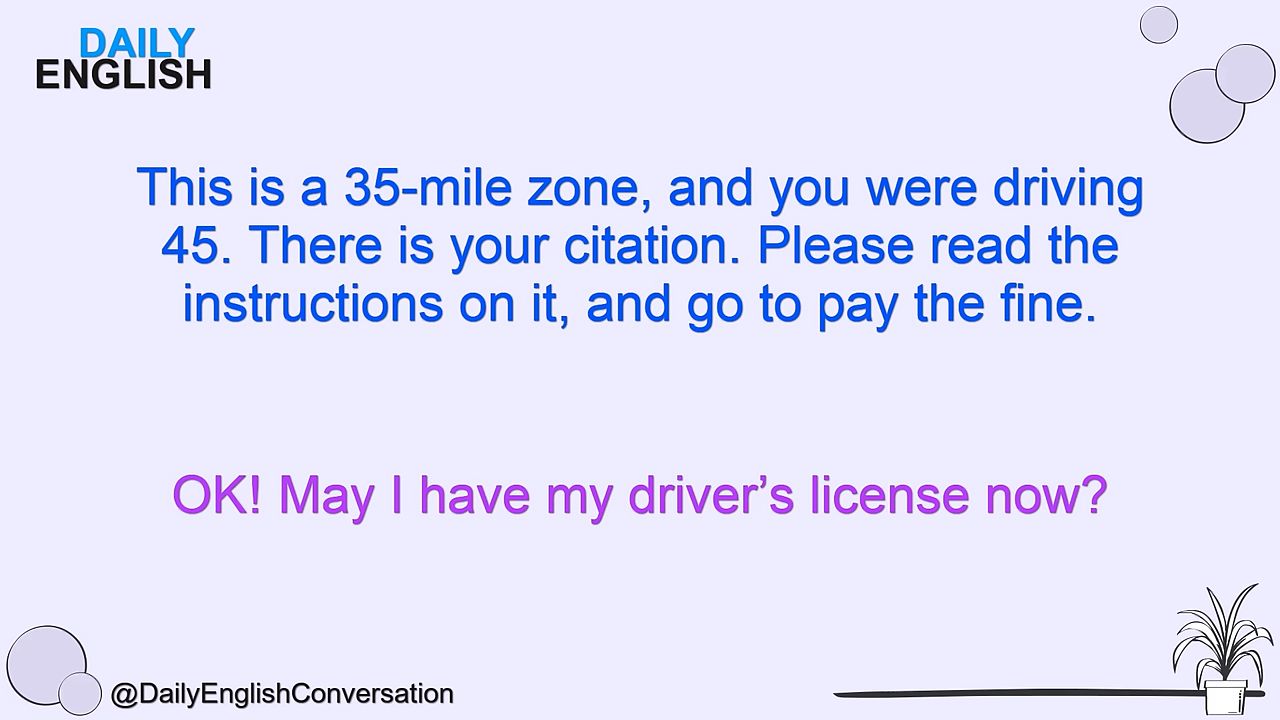 DAILY
ENGLISH
This is a 35-mile zone, and you were driving
45. There is your citation. Please read the
instructions on it, and go to pay the fine.
OK! May I have my driver’s license now?
@DailyEnglishConversation